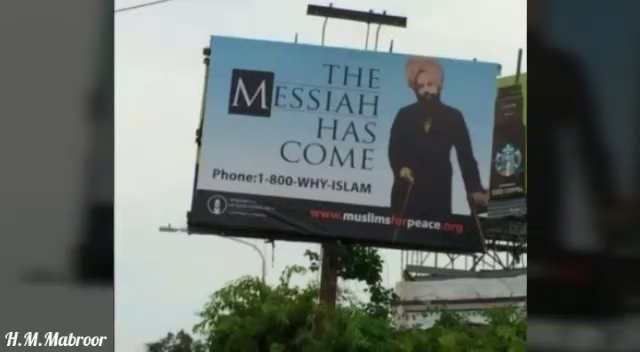 THE
MESSIAH
HAS
COME
Phone:1-800-WHY-ISLAM
www.muslimsforpeace.org
H.M.Mabroor